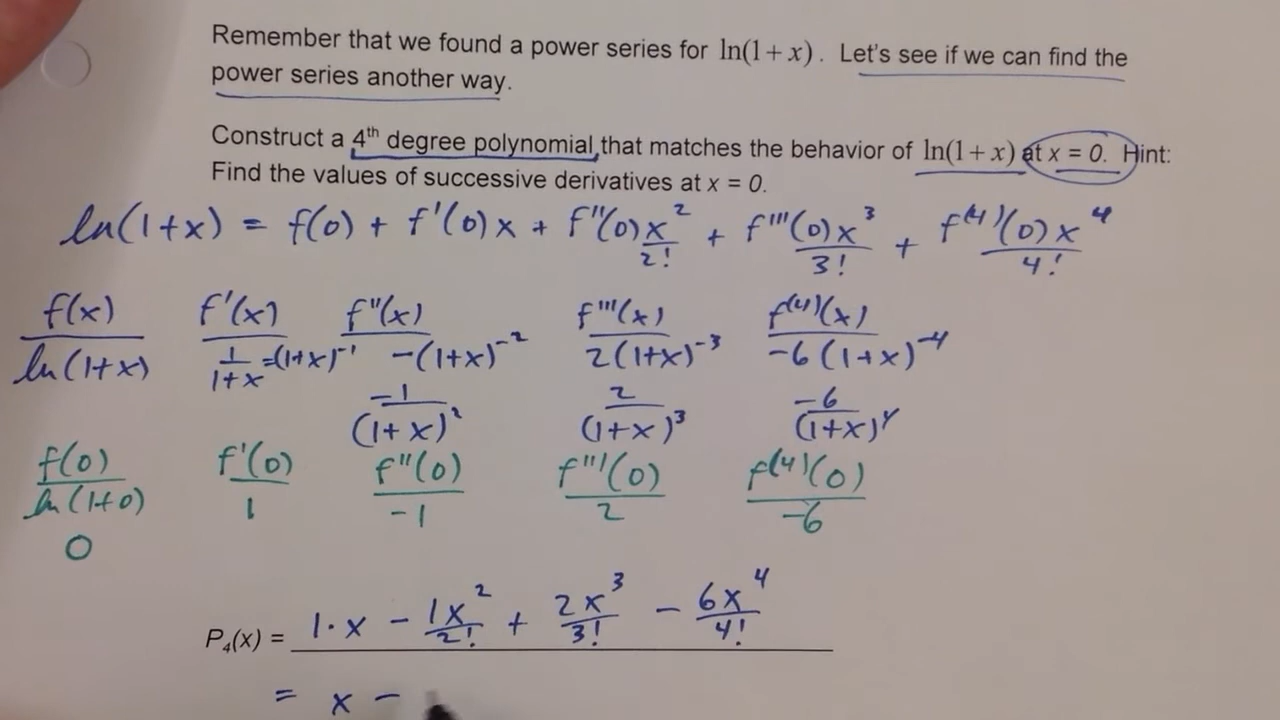 Remember that we found a power series for ln(1+x). Let's see if we can find the
power series another way.
Construct a 4th degree polynomial that matches the behavior of ln(1+x) at x = 0. Hint:
Find the values of successive derivatives at x = 0.
ln(1+x) = f(0) + f'(0)x + f''(0)x²/2! + f'''(0)x³/3! + f⁽⁴⁾(0)x⁴/4!
f(x) f'(x) f''(x) f'''(x) f⁽⁴⁾(x)
ln(1+x) 1/1+x =(1+x)⁻¹ -(1+x)⁻² 2(1+x)⁻³ -6(1+x)⁻⁴
-1/(1+x)² 2/(1+x)³ -6/(1+x)⁴
f(0) f'(0) f''(0) f'''(0) f⁽⁴⁾(0)
ln(1+0) 1 -1 2 -6
0
P₄(x) = 1·x - 1x²/2! + 2x³/3! - 6x⁴/4!
= x -